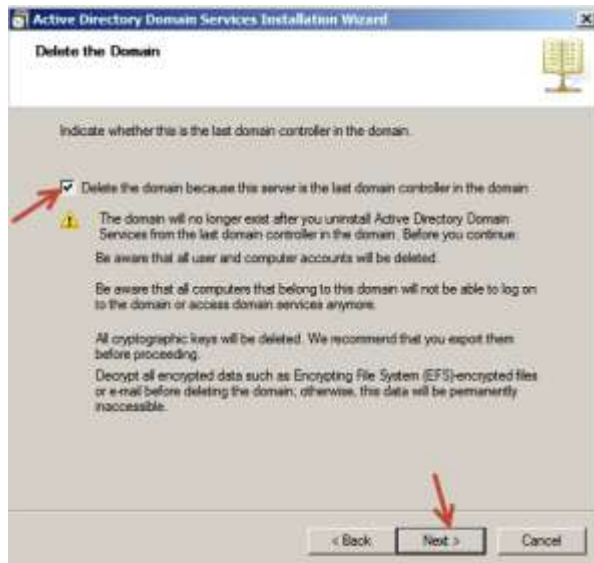 Active Directory Domain Services Installation Wizard
Delete the Domain
Indicate whether this is the last domain controller in the domain.
Delete the domain because this server is the last domain controller in the domain
The domain will no longer exist after you uninstall Active Directory Domain
Services from the last domain controller in the domain. Before you continue:
Be aware that all user and computer accounts will be deleted.
Be aware that all computers that belong to this domain will not be able to log on
to the domain or access domain services anymore.
All cryptographic keys will be deleted. We recommend that you export them
before proceeding.
Decrypt all encrypted data such as Encrypting File System (EFS)-encrypted files
or e-mail before deleting the domain; otherwise, this data will be permanently
inaccessible.
< Back
Next >
Cancel